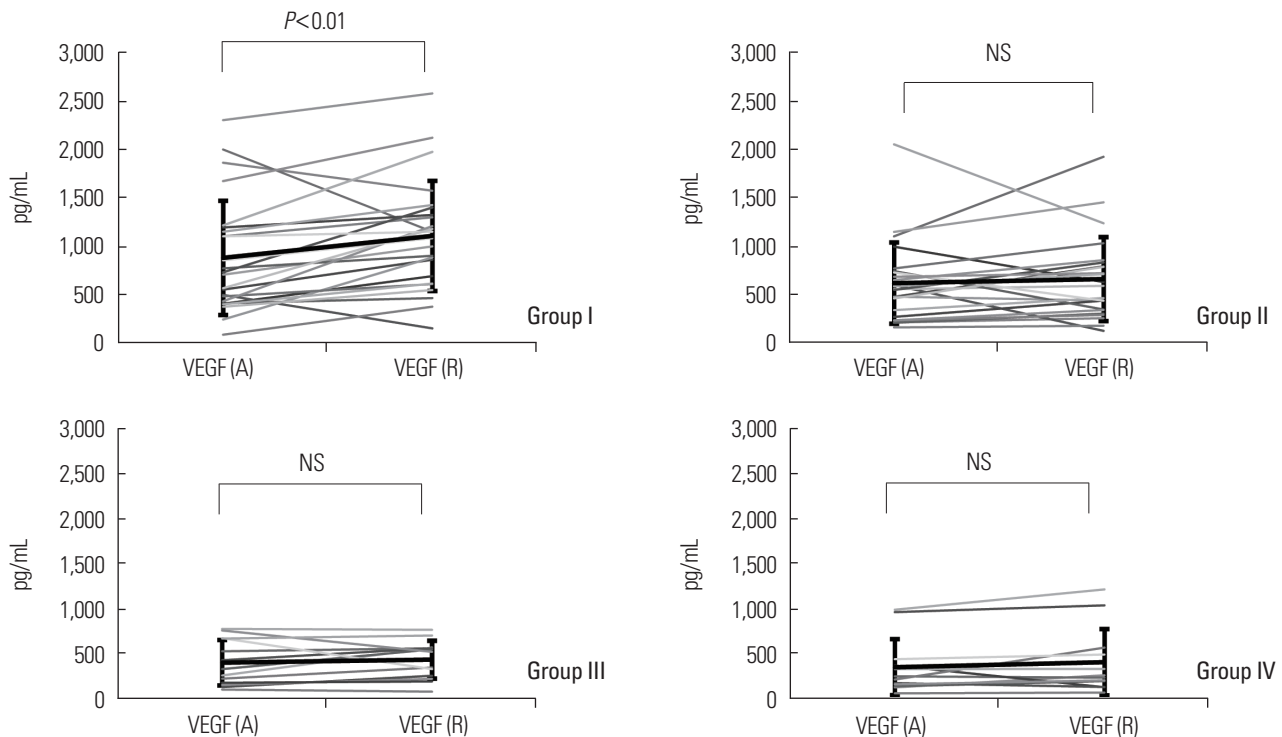 P<0.01
3,000
2,500
2,000
1,500
1,000
500
0
pg/mL
VEGF (A)
VEGF (R)
Group I
NS
3,000
2,500
2,000
1,500
1,000
500
0
pg/mL
VEGF (A)
VEGF (R)
Group II
NS
3,000
2,500
2,000
1,500
1,000
500
0
pg/mL
VEGF (A)
VEGF (R)
Group III
NS
3,000
2,500
2,000
1,500
1,000
500
0
pg/mL
VEGF (A)
VEGF (R)
Group IV